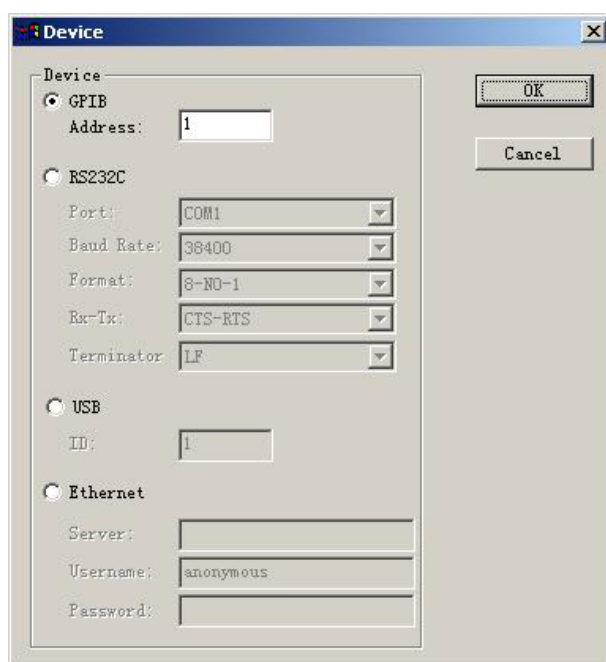 Device
Device
GPIB
Address: 1
OK
Cancel
RS232C
Port: COM1
Baud Rate: 38400
Format: 8-NO-1
Rx-Tx: CTS-RTS
Terminator LF
USB
ID: 1
Ethernet
Server:
Username: anonymous
Password: